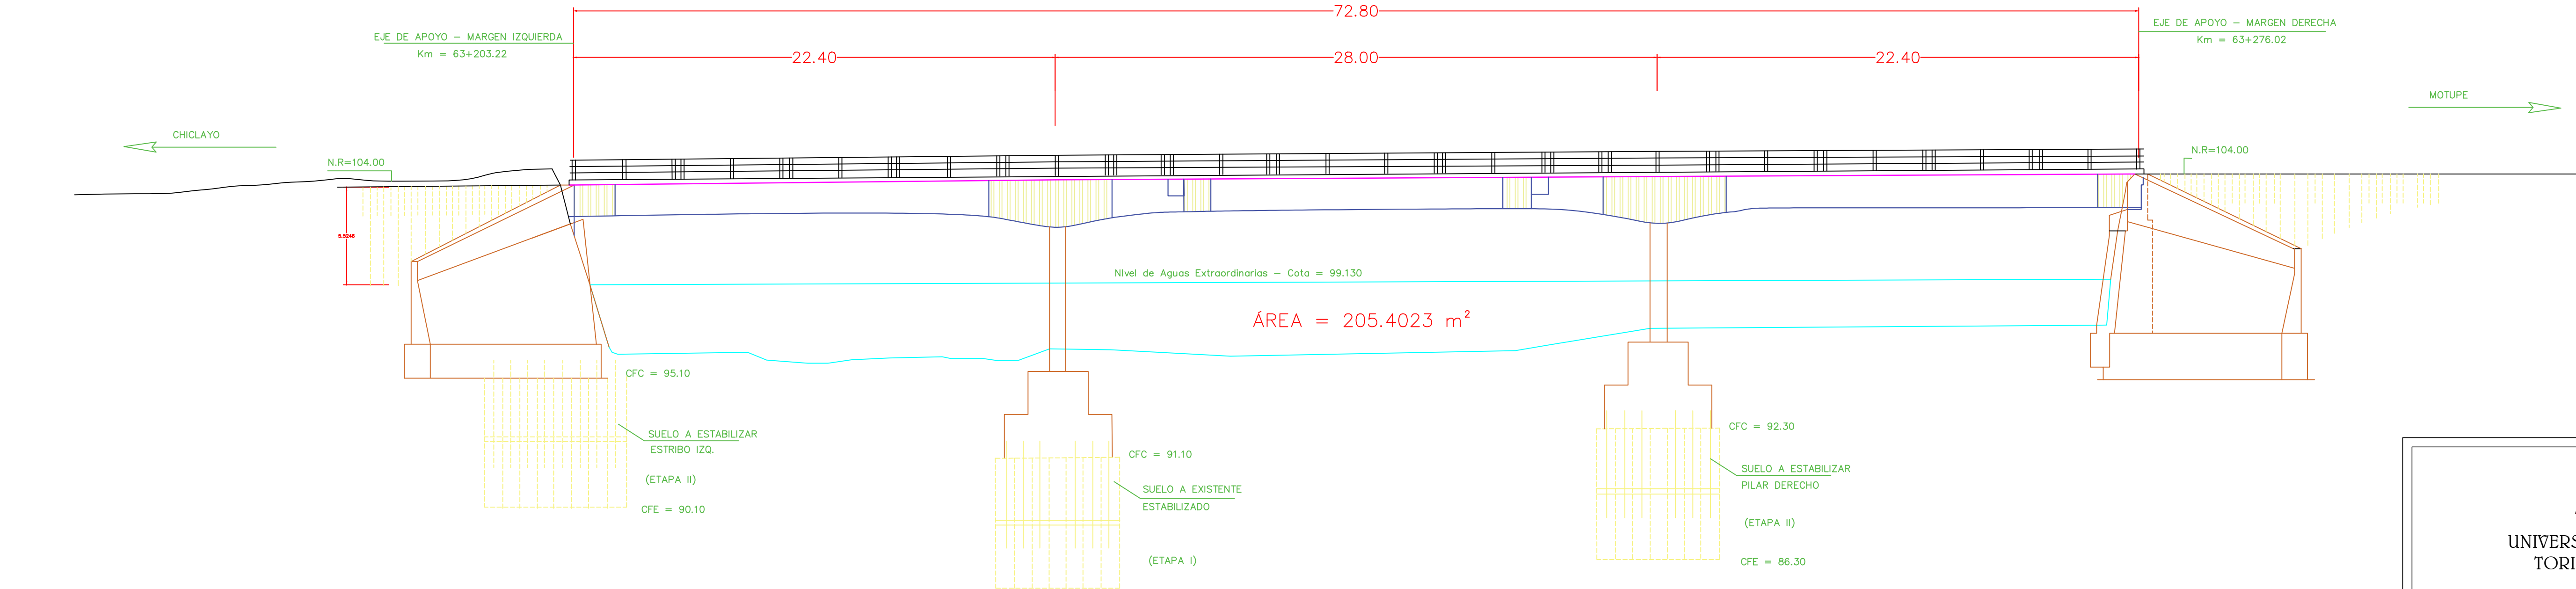 72.80
EJE DE APOYO - MARGEN IZQUIERDA
Km = 63+203.22
EJE DE APOYO - MARGEN DERECHA
Km = 63+276.02
22.40
28.00
22.40
MOTUPE
CHICLAYO
N.R=104.00
N.R=104.00
5.5246
Nivel de Aguas Extraordinarias - Cota = 99.130
ÁREA = 205.4023 m²
CFC = 95.10
SUELO A ESTABILIZAR
ESTRIBO IZQ.
(ETAPA II)
CFE = 90.10
CFC = 91.10
SUELO A EXISTENTE
ESTABILIZADO
(ETAPA I)
CFC = 92.30
SUELO A ESTABILIZAR
PILAR DERECHO
(ETAPA II)
CFE = 86.30
UNIVERS
TORI